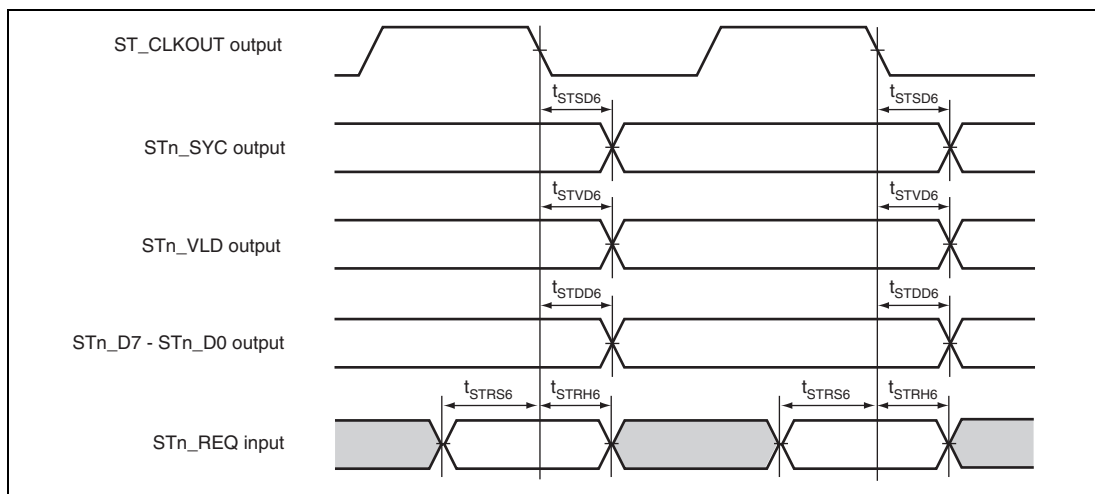 ST_CLKOUT output
tSTSD6 tSTSD6
STn_SYC output
tSTVD6 tSTVD6
STn_VLD output
tSTDD6 tSTDD6
STn_D7 - STn_D0 output
tSTRS6 tSTRH6 tSTRS6 tSTRH6
STn_REQ input